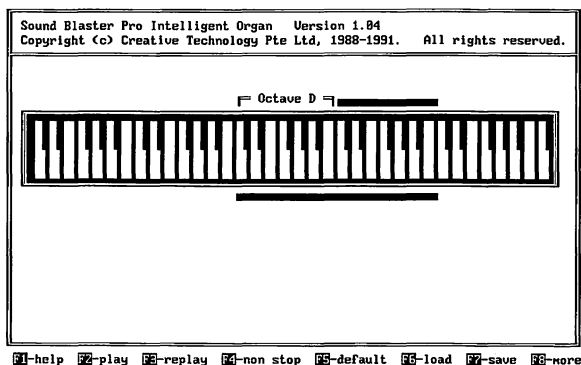 Sound Blaster Pro Intelligent Organ Version 1.04
Copyright (c) Creative Technology Pte Ltd, 1988-1991. All rights reserved.
Octave D
F1-help F2-play F3-replay F4-non stop F5-default F6-load F7-save F8-more